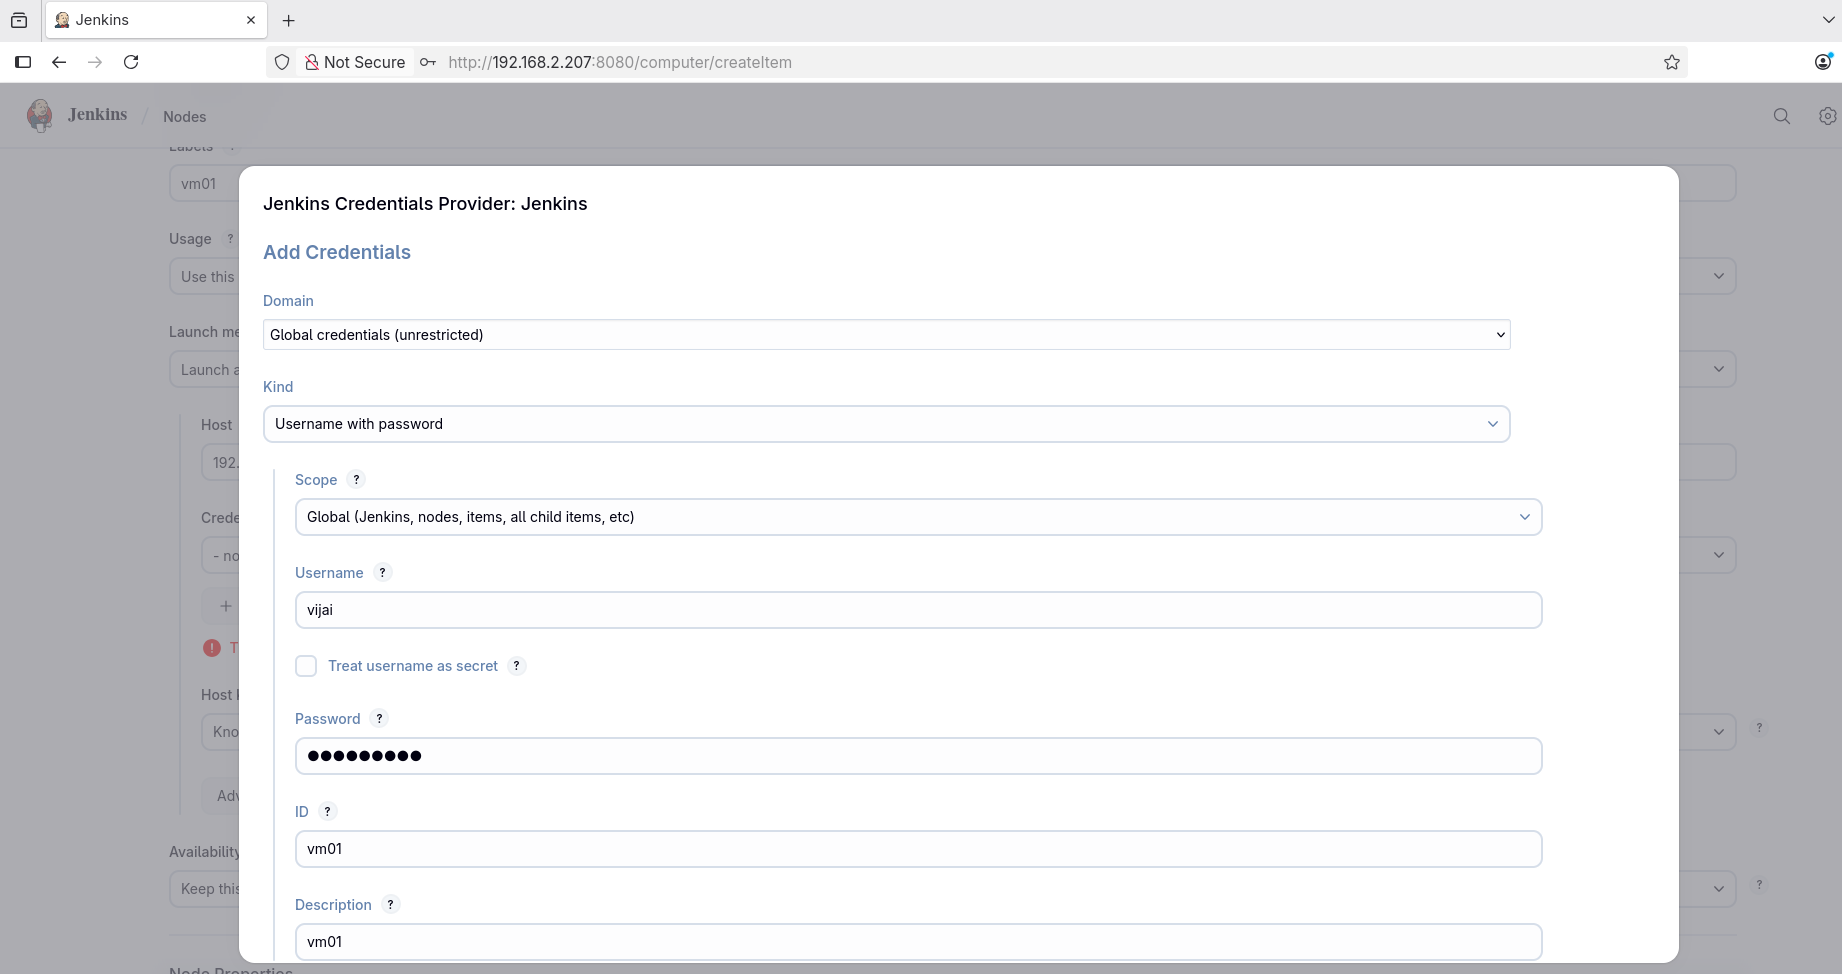 Jenkins
Not Secure
http://192.168.2.207:8080/computer/createItem
Jenkins / Nodes
Labels ?
vm01
Usage ?
Use this
Launch me
Launch a
Host
192.
Crede
- no
+
! T
Host
Kno
?
Adv
Availability
Keep this
?
Node Properties
Jenkins Credentials Provider: Jenkins
Add Credentials
Domain
Global credentials (unrestricted)
Kind
Username with password
Scope ?
Global (Jenkins, nodes, items, all child items, etc)
Username ?
vijai
Treat username as secret ?
Password ?
●●●●●●●●●
ID ?
vm01
Description ?
vm01